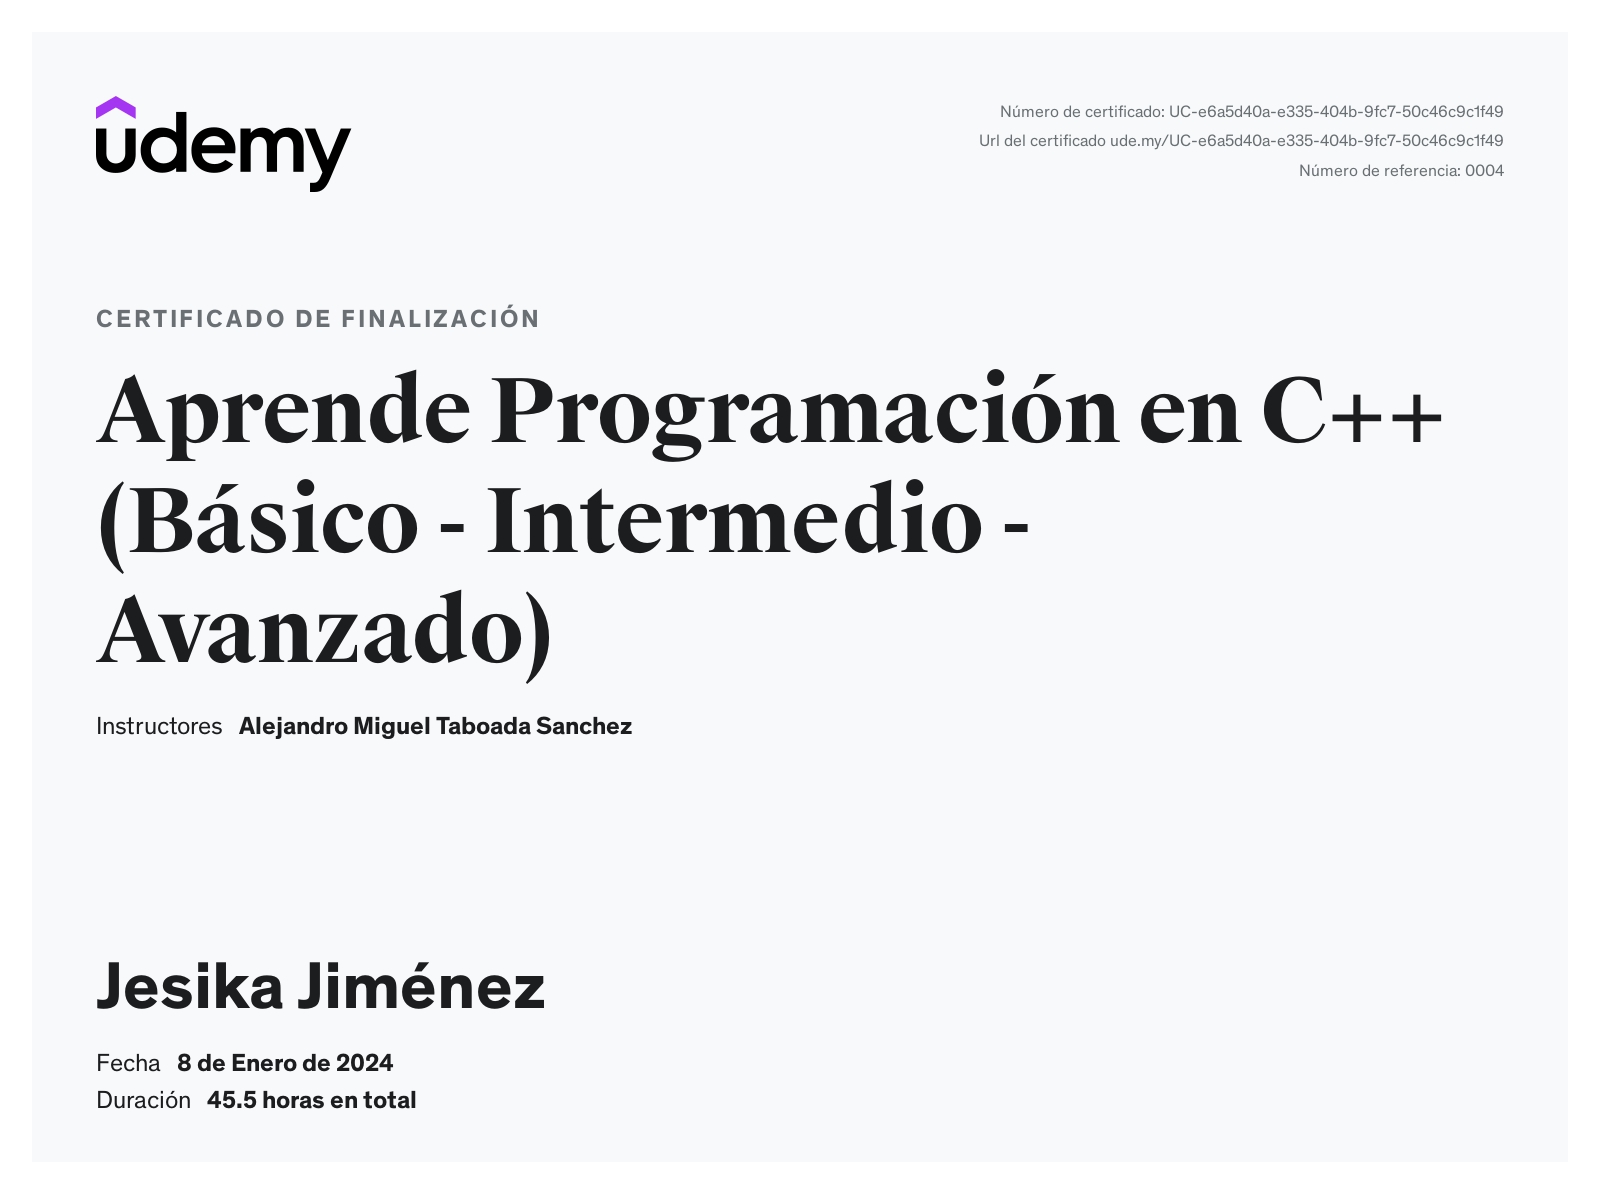 udemy
Número de certificado: UC-e6a5d40a-e335-404b-9fc7-50c46c9c1f49
Url del certificado ude.my/UC-e6a5d40a-e335-404b-9fc7-50c46c9c1f49
Número de referencia: 0004
CERTIFICADO DE FINALIZACIÓN
Aprende Programación en C++
(Básico - Intermedio -
Avanzado)
Instructores Alejandro Miguel Taboada Sanchez
Jesika Jiménez
Fecha 8 de Enero de 2024
Duración 45.5 horas en total